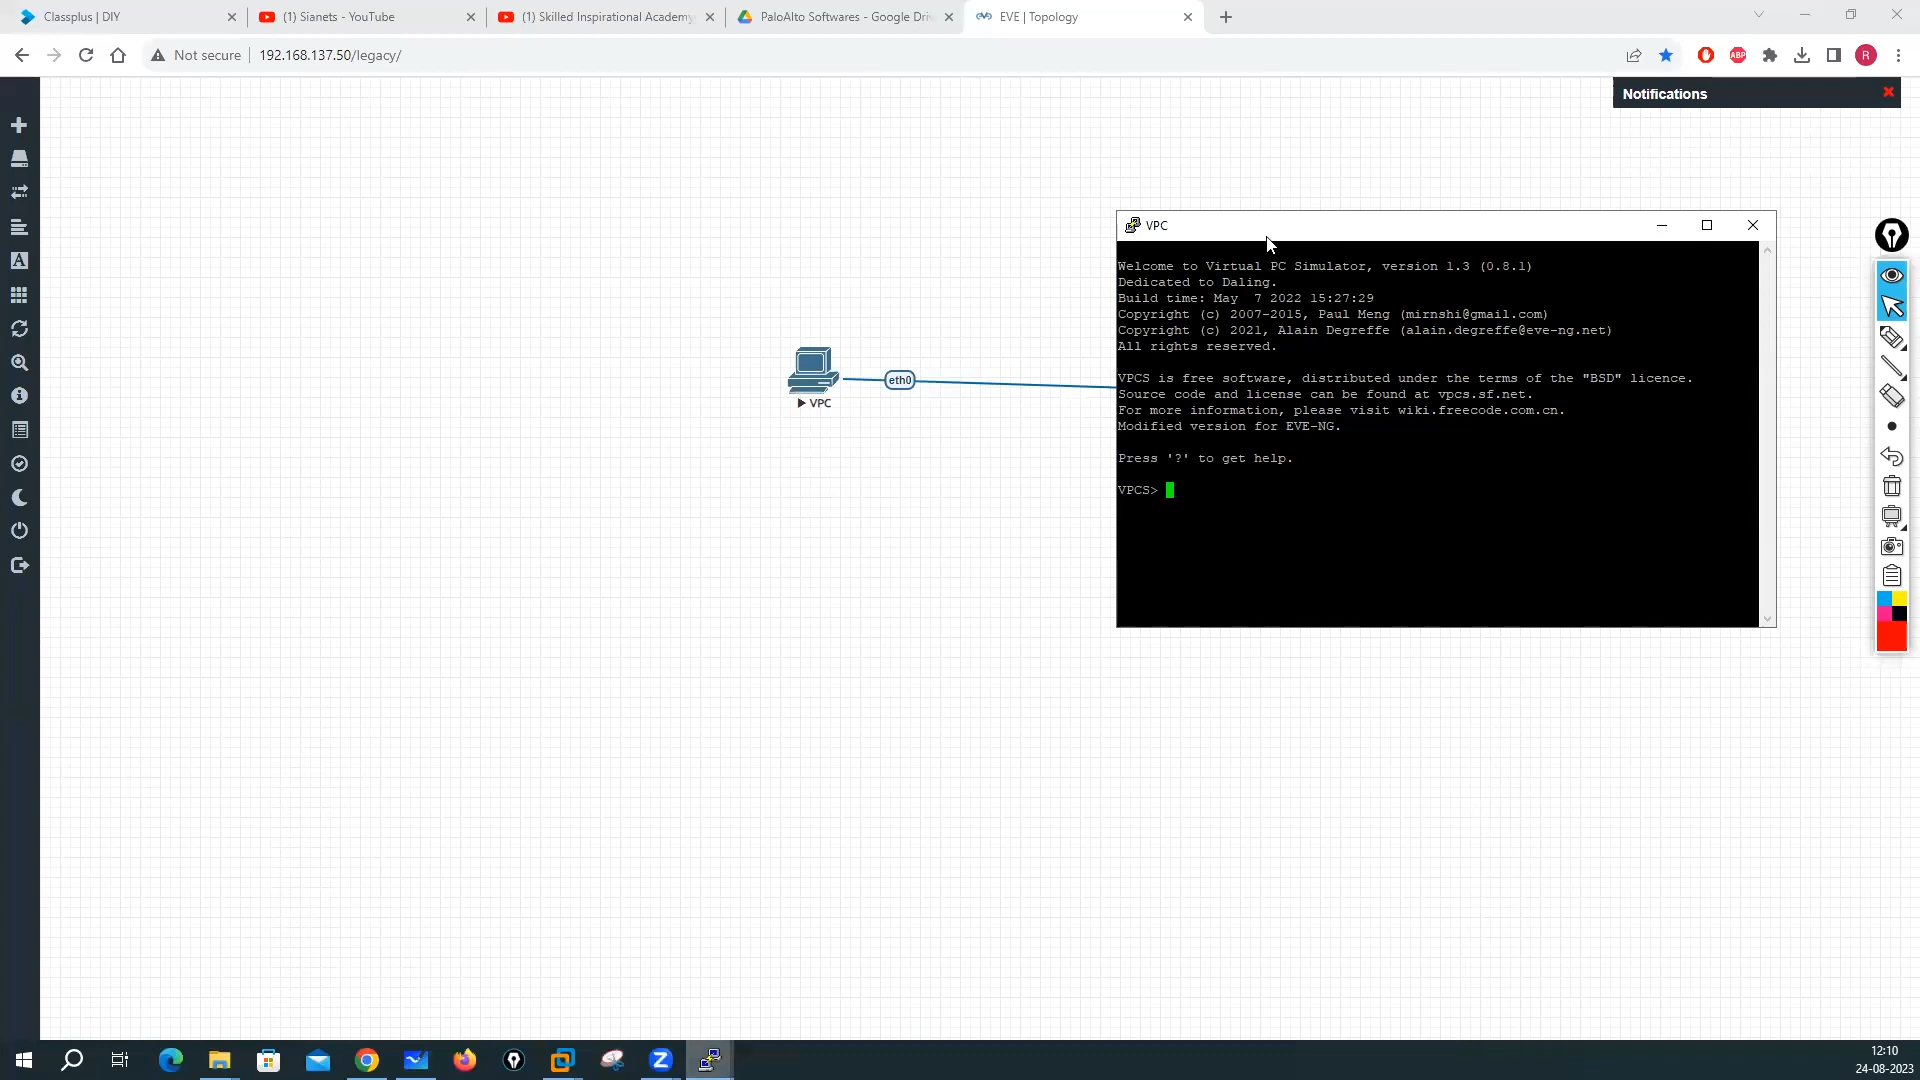 Classplus | DIY
(1) Sianets - YouTube
(1) Skilled Inspirational Academy
PaloAlto Softwares - Google Dri
EVE | Topology
Not secure
192.168.137.50/legacy/
ABP
R
Notifications
A
VPC
Welcome to Virtual PC Simulator, version 1.3 (0.8.1)
Dedicated to Daling.
Build time: May  7 2022 15:27:29
Copyright (c) 2007-2015, Paul Meng (mirnshi@gmail.com)
Copyright (c) 2021, Alain Degreffe (alain.degreffe@eve-ng.net)
All rights reserved.
VPCS is free software, distributed under the terms of the "BSD" licence.
Source code and license can be found at vpcs.sf.net.
For more information, please visit wiki.freecode.com.cn.
Modified version for EVE-NG.
Press '?' to get help.
VPCS>
eth0
VPC
12:10
24-08-2023